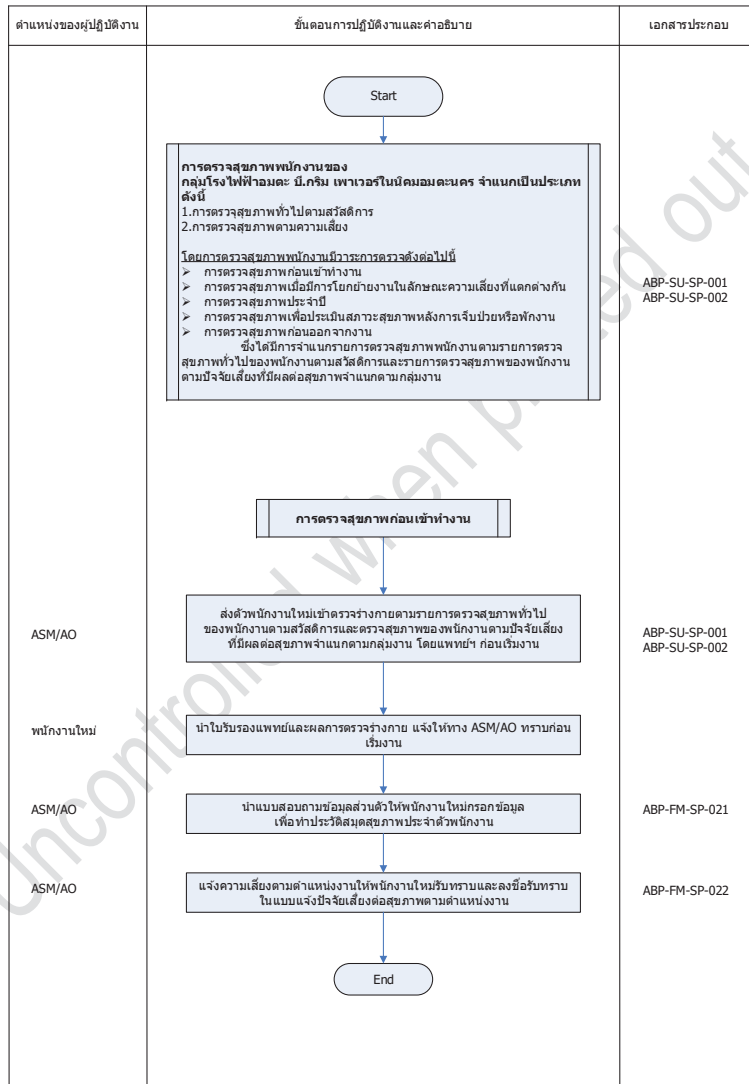 ตำแหน่งของผู้ปฏิบัติงาน
ขั้นตอนการปฏิบัติงานและคำอธิบาย
เอกสารประกอบ
Start
การตรวจสุขภาพพนักงานของ
กลุ่มโรงไฟฟ้าอมตะ บี.กริม เพาเวอร์ในนิคมอมตะนคร จำแนกเป็นประเภท
ดังนี้
1.การตรวจสุขภาพทั่วไปตามสวัสดิการ
2.การตรวจสุขภาพตามความเสี่ยง
โดยการตรวจสุขภาพพนักงานมีวาระการตรวจดังต่อไปนี้
➢ การตรวจสุขภาพก่อนเข้าทำงาน
➢ การตรวจสุขภาพเมื่อมีการโยกย้ายงานในลักษณะความเสี่ยงที่แตกต่างกัน
➢ การตรวจสุขภาพประจำปี
➢ การตรวจสุขภาพเพื่อประเมินสภาวะสุขภาพหลังการเจ็บป่วยหรือพักงาน
➢ การตรวจสุขภาพก่อนออกจากงาน
ซึ่งได้มีการจำแนกรายการตรวจสุขภาพพนักงานตามรายการตรวจ
สุขภาพทั่วไปของพนักงานตามสวัสดิการและรายการตรวจสุขภาพของพนักงาน
ตามปัจจัยเสี่ยงที่มีผลต่อสุขภาพจำแนกตามกลุ่มงาน
ABP-SU-SP-001
ABP-SU-SP-002
การตรวจสุขภาพก่อนเข้าทำงาน
ASM/AO
ส่งตัวพนักงานใหม่เข้าตรวจร่างกายตามรายการตรวจสุขภาพทั่วไป
ของพนักงานตามสวัสดิการและตรวจสุขภาพของพนักงานตามปัจจัยเสี่ยง
ที่มีผลต่อสุขภาพจำแนกตามกลุ่มงาน โดยแพทย์ฯ ก่อนเริ่มงาน
ABP-SU-SP-001
ABP-SU-SP-002
พนักงานใหม่
นำใบรับรองแพทย์และผลการตรวจร่างกาย แจ้งให้ทาง ASM/AO ทราบก่อน
เริ่มงาน
ASM/AO
นำแบบสอบถามข้อมูลส่วนตัวให้พนักงานใหม่กรอกข้อมูล
เพื่อทำประวัติสมุดสุขภาพประจำตัวพนักงาน
ABP-FM-SP-021
ASM/AO
แจ้งความเสี่ยงตามตำแหน่งงานให้พนักงานใหม่รับทราบและลงชื่อรับทราบ
ในแบบแจ้งปัจจัยเสี่ยงต่อสุขภาพตามตำแหน่งงาน
ABP-FM-SP-022
End
Uncontrolled when printed out